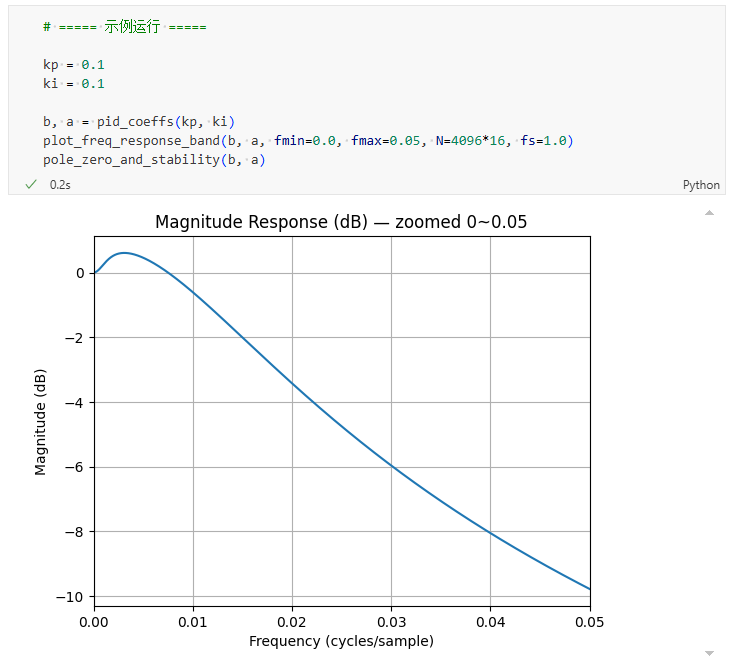 # ===== 示例运行 =====
kp = 0.1
ki = 0.1
b, a = pid_coeffs(kp, ki)
plot_freq_response_band(b, a, fmin=0.0, fmax=0.05, N=4096*16, fs=1.0)
pole_zero_and_stability(b, a)
✓ 0.2s Python
Magnitude Response (dB) — zoomed 0~0.05
0
−2
−4
−6
−8
−10
Magnitude (dB)
0.00 0.01 0.02 0.03 0.04 0.05
Frequency (cycles/sample)